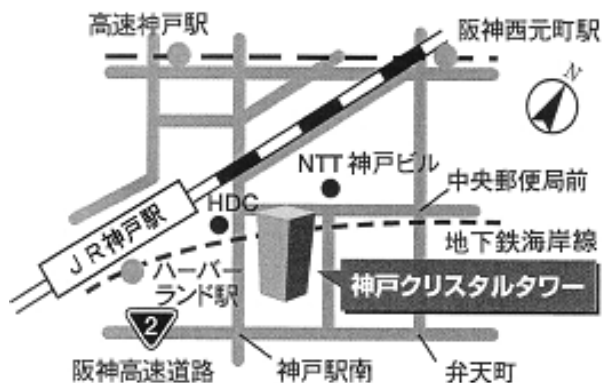 高速神戸駅
阪神西元町駅
N
NTT 神戸ビル
中央郵便局前
HDC
JR神戸駅
地下鉄海岸線
ハーバー
ランド駅
神戸クリスタルタワー
2
阪神高速道路
神戸駅南
弁天町